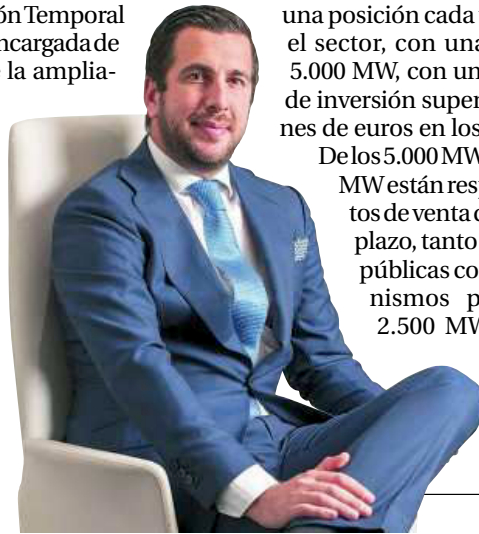 ón Temporal
ncargada de
e la amplia-
una posición cada
el sector, con una
5.000 MW, con un
de inversión super
nes de euros en los
De los 5.000 MW
MW están resp
tos de venta
plazo, tanto
públicas co
nismos p
2.500 MW